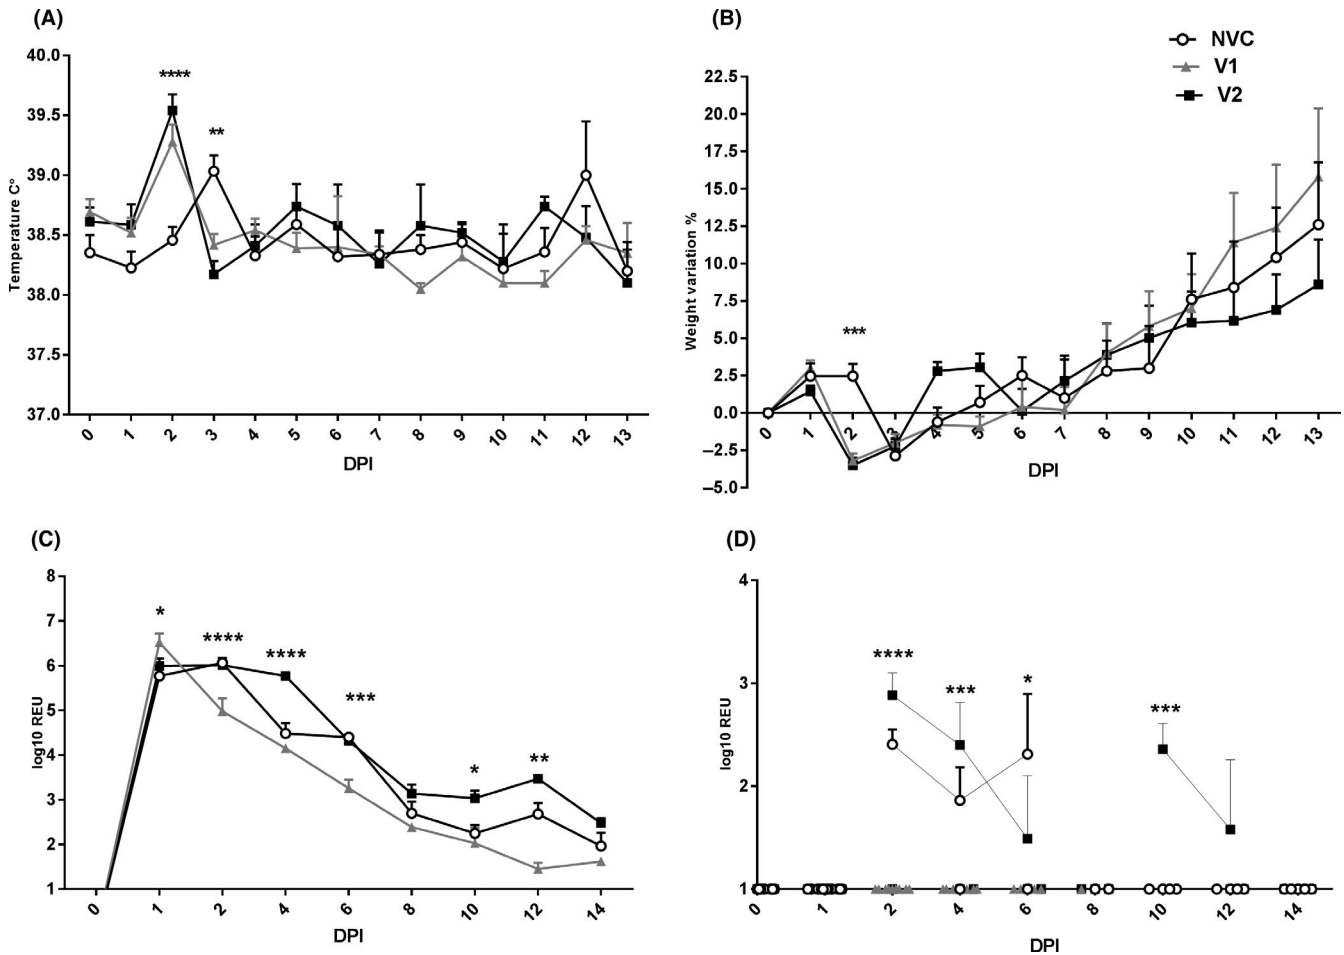 (A)
40.0
39.5
39.0
38.5
38.0
37.5
37.0
Temperature C°
****
**
0 1 2 3 4 5 6 7 8 9 10 11 12 13
DPI
(B)
NVC
V1
V2
22.5
20.0
17.5
15.0
12.5
10.0
7.5
5.0
2.5
0.0
–2.5
–5.0
Weight variation %
***
0 1 2 3 4 5 6 7 8 9 10 11 12 13
DPI
(C)
8
7
6
5
4
3
2
1
log10 REU
*
****
****
***
*
**
0 1 2 4 6 8 10 12 14
DPI
(D)
4
3
2
1
log10 REU
****
***
*
***
0 1 2 4 6 8 10 12 14
DPI